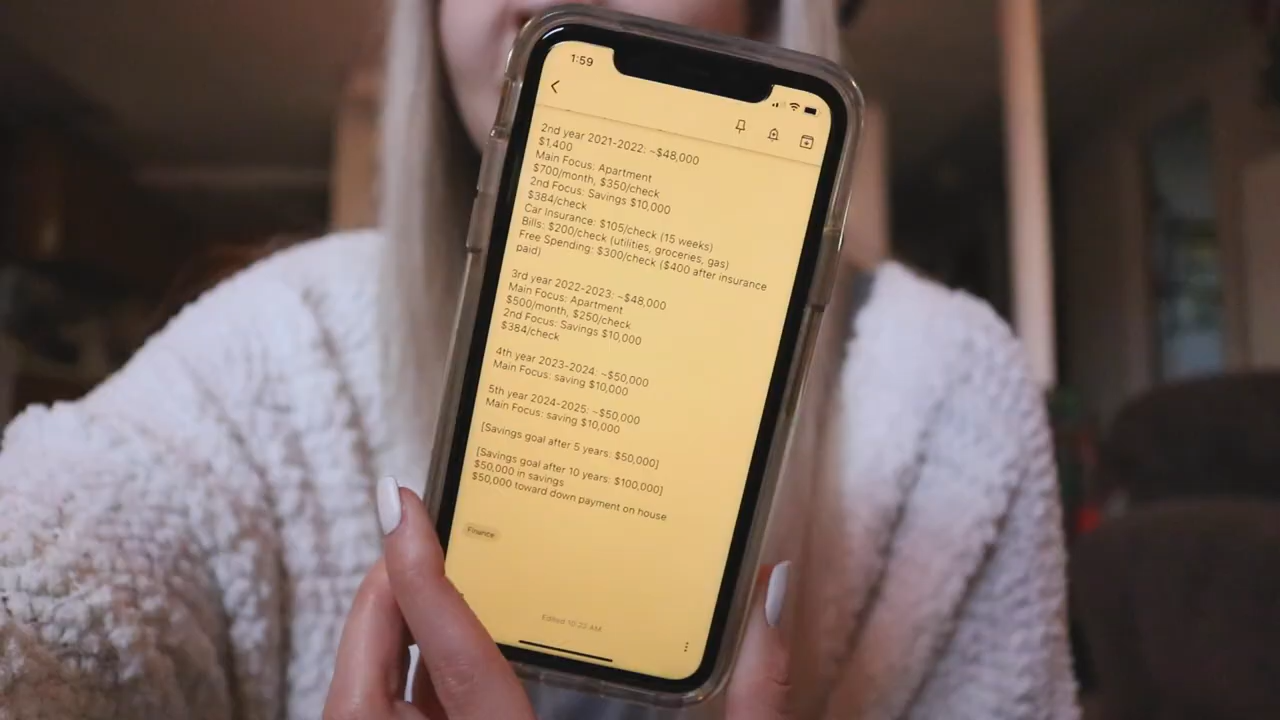 1:59
2nd year 2021-2022: ~$48,000
$1,400
Main Focus: Apartment
$700/month, $350/check
2nd Focus: Savings $10,000
$384/check
Car Insurance: $105/check (15 weeks)
Bills: $200/check (utilities, groceries, gas)
Free Spending: $300/check ($400 after insurance
paid)
3rd year 2022-2023: ~$48,000
Main Focus: Apartment
$500/month, $250/check
2nd Focus: Savings $10,000
$384/check
4th year 2023-2024: ~$50,000
Main Focus: saving $10,000
5th year 2024-2025: ~$50,000
Main Focus: saving $10,000
[Savings goal after 5 years: $50,000]
[Savings goal after 10 years: $100,000]
$50,000 in savings
$50,000 toward down payment on house
Finance
Edited 10:22 AM